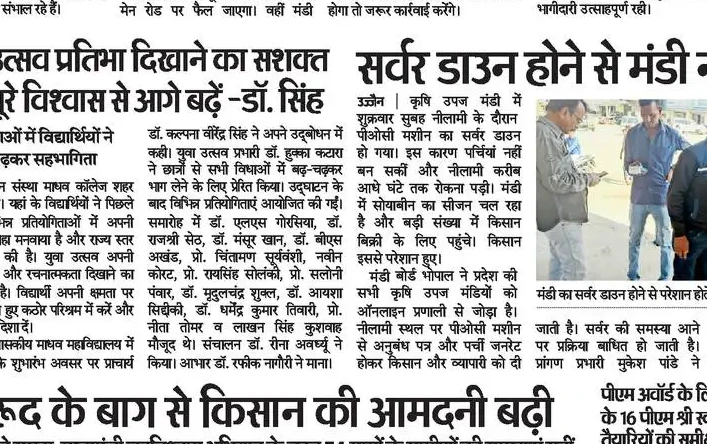 संभाल रहे हैं।
मेन रोड पर फैल जाएगा। वहीं मंडी
होगा तो जरूर कार्रवाई करेंगे।
भागीदारी उत्साहपूर्ण रही।
उत्सव प्रतिभा दिखाने का सशक्त
विश्वास से आगे बढ़ें -डॉ. सिंह
में विद्यार्थियों ने
सहभागिता
संस्था माधव कॉलेज शहर
। यहां के विद्यार्थियों ने पिछले
प्रतियोगिताओं में अपनी
मनवाया है और राज्य स्तर
की है। युवा उत्सव अपनी
और रचनात्मकता दिखाने का
है। विद्यार्थी अपनी क्षमता पर
हुए कठोर परिश्रम में करें और
माधव महाविद्यालय में
शुभारंभ अवसर पर प्राचार्य
डॉ. कल्पना वीरेंद्र सिंह ने अपने उद्बोधन में
कही। युवा उत्सव प्रभारी डॉ. हुक्का कटारा
ने छात्रों से सभी विधाओं में बढ़-चढ़कर
भाग लेने के लिए प्रेरित किया। उद्घाटन के
बाद विभिन्न प्रतियोगिताएं आयोजित की गईं।
समारोह में डॉ. एलएस गोरसिया, डॉ.
राजश्री सेठ, डॉ. मंसूर खान, डॉ. बीएस
अखंड, प्रो. चिंतामण सूर्यवंशी, नवीन
कोरट, प्रो. रायसिंह सोलंकी, प्रो. सलोनी
पंवार, डॉ. मृदुलचंद्र शुक्ल, डॉ. आयशा
सिद्दीकी, डॉ. धर्मेंद्र कुमार तिवारी, प्रो.
नीता तोमर व लाखन सिंह कुशवाह
मौजूद थे। संचालन डॉ. रीना अवर्ध्यू ने
किया। आभार डॉ. रफीक नागौरी ने माना।
सर्वर डाउन होने से मंडी
उज्जैन | कृषि उपज मंडी में
शुक्रवार सुबह नीलामी के दौरान
पीओसी मशीन का सर्वर डाउन
हो गया। इस कारण पर्चियां नहीं
बन सकीं और नीलामी करीब
आधे घंटे तक रोकना पड़ी। मंडी
में सोयाबीन का सीजन चल रहा
है और बड़ी संख्या में किसान
बिक्री के लिए पहुंचे। किसान
इससे परेशान हुए।
मंडी बोर्ड भोपाल ने प्रदेश की
सभी कृषि उपज मंडियों को
ऑनलाइन प्रणाली से जोड़ा है।
नीलामी स्थल पर पीओसी मशीन
से अनुबंध पत्र और पर्ची जनरेट
होकर किसान और व्यापारी को दी
मंडी का सर्वर डाउन होने से परेशान होते
जाती है। सर्वर की समस्या आने
पर प्रक्रिया बाधित हो जाती है।
प्रांगण प्रभारी मुकेश पांडे ने
के बाग से किसान की आमदनी बढ़ी
पीएम अवॉर्ड के लि
के 16 पीएम श्री स्कू
तैयारियों की समी